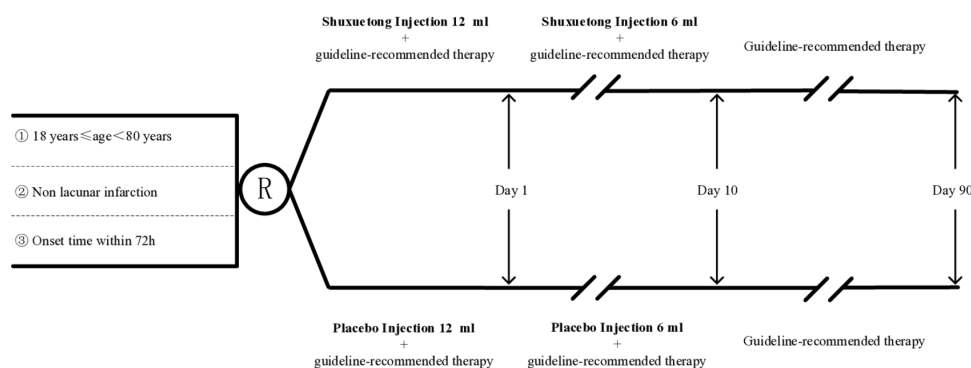 Shuxuetong Injection 12 ml
+
guideline-recommended therapy
Shuxuetong Injection 6 ml
+
guideline-recommended therapy
Guideline-recommended therapy
① 18 years≤age<80 years
② Non lacunar infarction
③ Onset time within 72h
R
Day 1
Day 10
Day 90
Placebo Injection 12 ml
+
guideline-recommended therapy
Placebo Injection 6 ml
+
guideline-recommended therapy
Guideline-recommended therapy